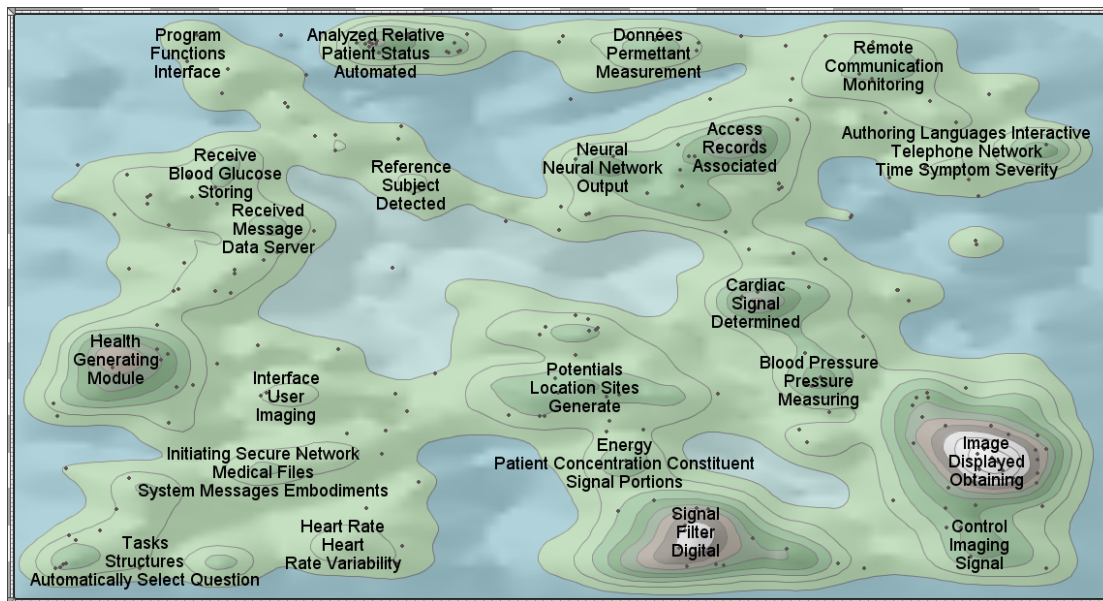 Program
Functions
Interface
Analyzed Relative
Patient Status
Automated
Données
Permettant
Measurement
Remote
Communication
Monitoring
Receive
Blood Glucose
Storing
Reference
Subject
Detected
Neural
Neural Network
Output
Access
Records
Associated
Authoring Languages Interactive
Telephone Network
Time Symptom Severity
Received
Message
Data Server
Cardiac
Signal
Determined
Health
Generating
Module
Interface
User
Imaging
Potentials
Location Sites
Generate
Blood Pressure
Pressure
Measuring
Initiating Secure Network
Medical Files
System Messages Embodiments
Energy
Patient Concentration Constituent
Signal Portions
Image
Displayed
Obtaining
Tasks
Structures
Automatically Select Question
Heart Rate
Heart
Rate Variability
Signal
Filter
Digital
Control
Imaging
Signal